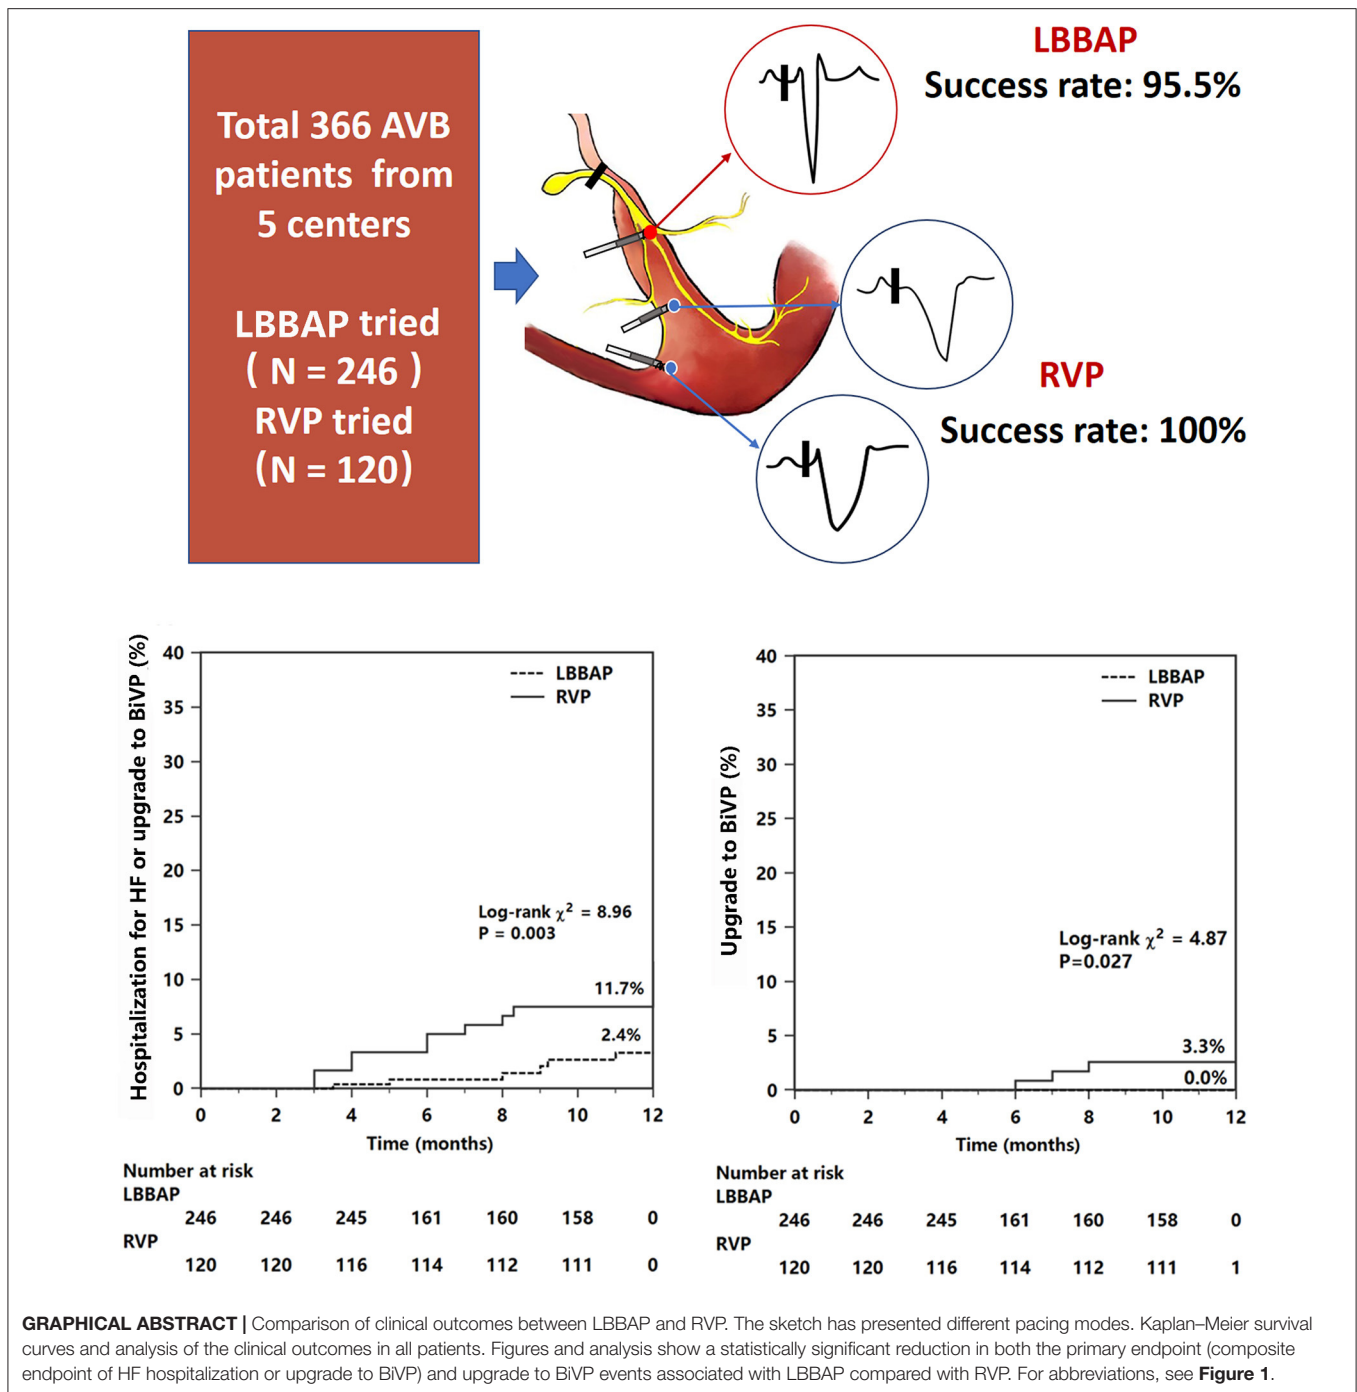 Total 366 AVB
patients from
5 centers
LBBAP tried
( N = 246 )
RVP tried
(N = 120)
LBBAP
Success rate: 95.5%
RVP
Success rate: 100%
Hospitalization for HF or upgrade to BiVP (%)
40
35
30
25
20
15
10
5
0
LBBAP
RVP
Log-rank χ² = 8.96
P = 0.003
11.7%
2.4%
0 2 4 6 8 10 12
Time (months)
Number at risk
LBBAP
246 246 245 161 160 158 0
RVP
120 120 116 114 112 111 0
Upgrade to BiVP (%)
40
35
30
25
20
15
10
5
0
LBBAP
RVP
Log-rank χ² = 4.87
P=0.027
3.3%
0.0%
0 2 4 6 8 10 12
Time (months)
Number at risk
LBBAP
246 246 245 161 160 158 0
RVP
120 120 116 114 112 111 1
GRAPHICAL ABSTRACT | Comparison of clinical outcomes between LBBAP and RVP. The sketch has presented different pacing modes. Kaplan–Meier survival
curves and analysis of the clinical outcomes in all patients. Figures and analysis show a statistically significant reduction in both the primary endpoint (composite
endpoint of HF hospitalization or upgrade to BiVP) and upgrade to BiVP events associated with LBBAP compared with RVP. For abbreviations, see Figure 1.